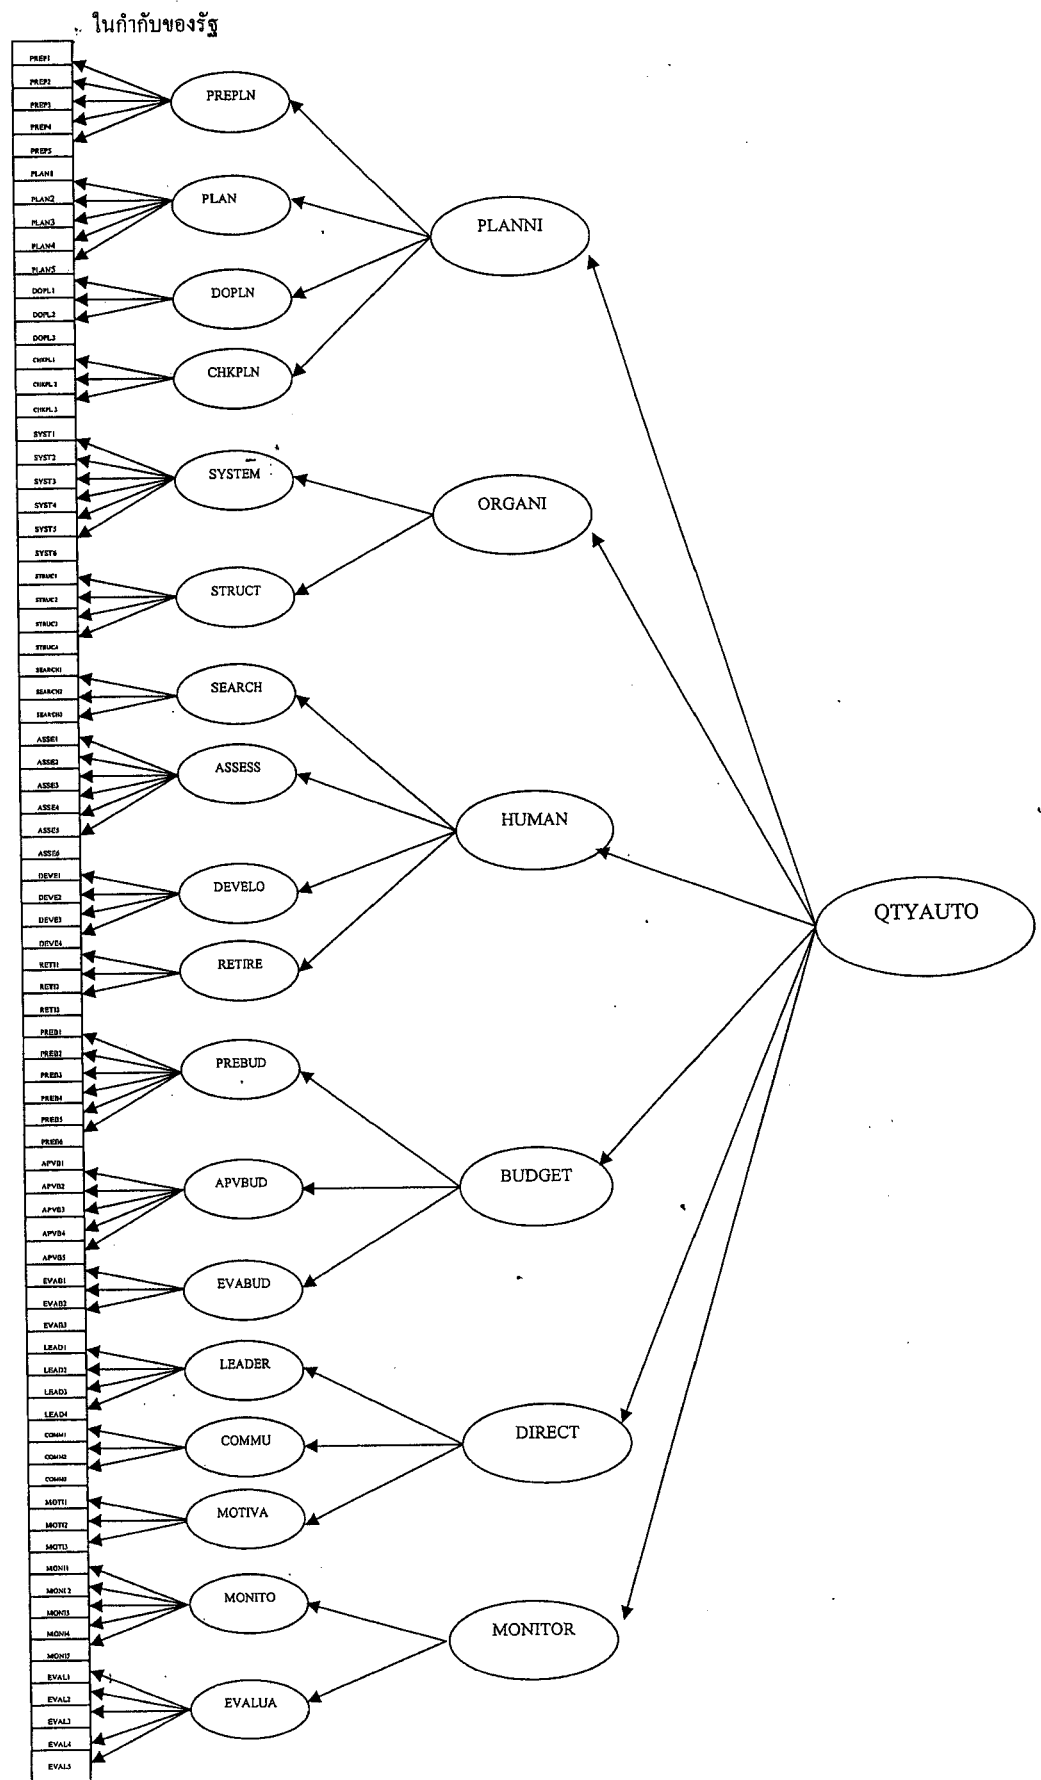 ในกำกับของรัฐ
PREP1
PREP2
PREP3
PREP4
PREP5
PLAN1
PLAN2
PLAN3
PLAN4
PLAN5
DOPL1
DOPL2
DOPL3
CHKPL1
CHKPL2
CHKPL3
SYST1
SYST2
SYST3
SYST4
SYST5
SYST6
STRUC1
STRUC2
STRUC3
STRUC4
SEARCH1
SEARCH2
SEARCH3
ASSE1
ASSE2
ASSE3
ASSE4
ASSE5
ASSE6
DEVE1
DEVE2
DEVE3
DEVE4
RETI1
RETI2
RETI3
PREB1
PREB2
PREB3
PREB4
PREB5
PREB6
APVB1
APVB2
APVB3
APVB4
APVB5
EVAB1
EVAB2
EVAB3
LEAD1
LEAD2
LEAD3
LEAD4
COMM1
COMM2
COMM3
MOTI1
MOTI2
MOTI3
MONI1
MONI2
MONI3
MONI4
MONI5
EVAL1
EVAL2
EVAL3
EVAL4
EVAL5
PREPLN
PLAN
DOPLN
CHKPLN
SYSTEM
STRUCT
SEARCH
ASSESS
DEVELO
RETIRE
PREBUD
APVBUD
EVABUD
LEADER
COMMU
MOTIVA
MONITO
EVALUA
PLANNI
ORGANI
HUMAN
BUDGET
DIRECT
MONITOR
QTYAUTO